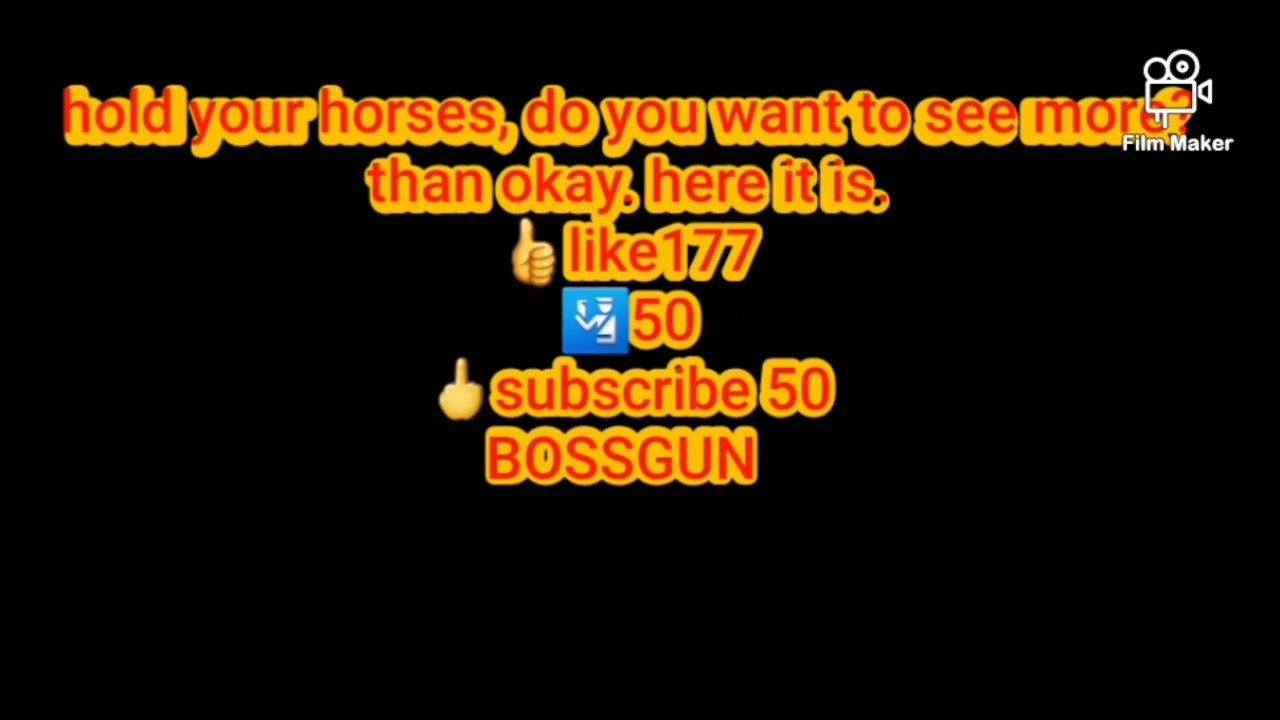 hold your horses, do you want to see more?
than okay. here it is.
👍like177
🛂50
🖕subscribe 50
BOSSGUN
Film Maker